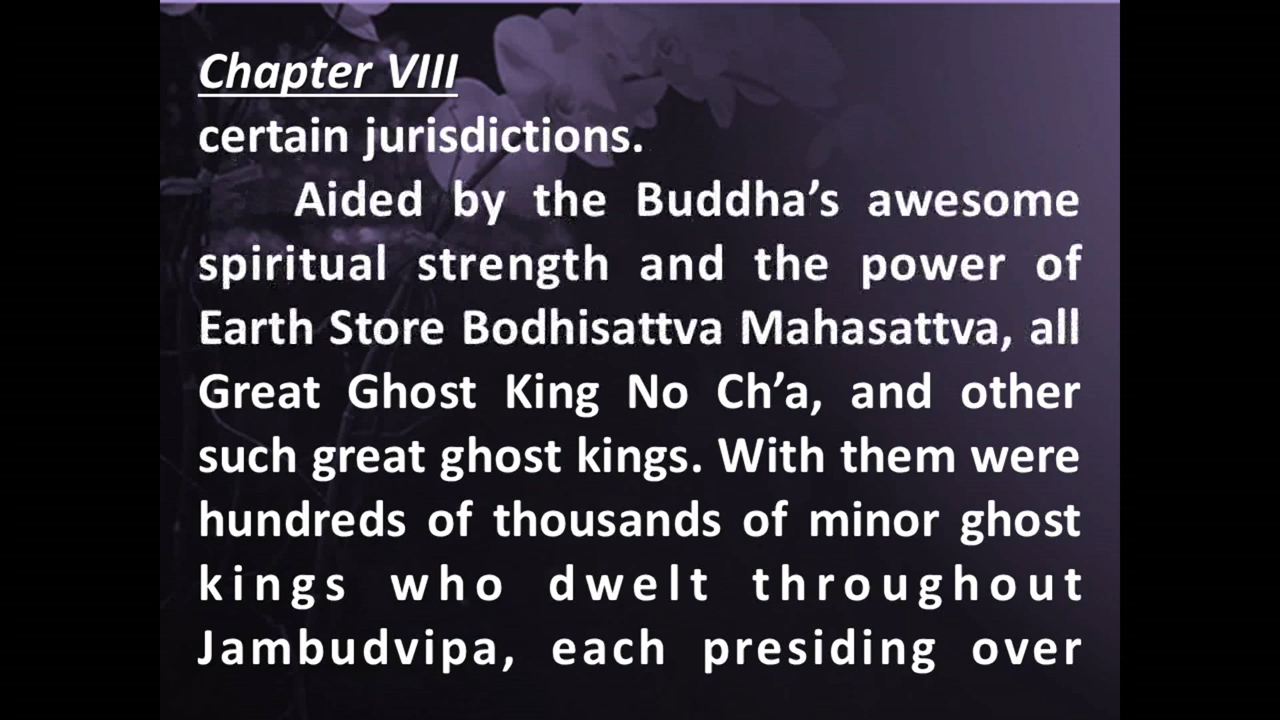 Chapter VIII
certain jurisdictions.
Aided by the Buddha’s awesome
spiritual strength and the power of
Earth Store Bodhisattva Mahasattva, all
Great Ghost King No Ch’a, and other
such great ghost kings. With them were
hundreds of thousands of minor ghost
kings who dwelt throughout
Jambudvipa, each presiding over